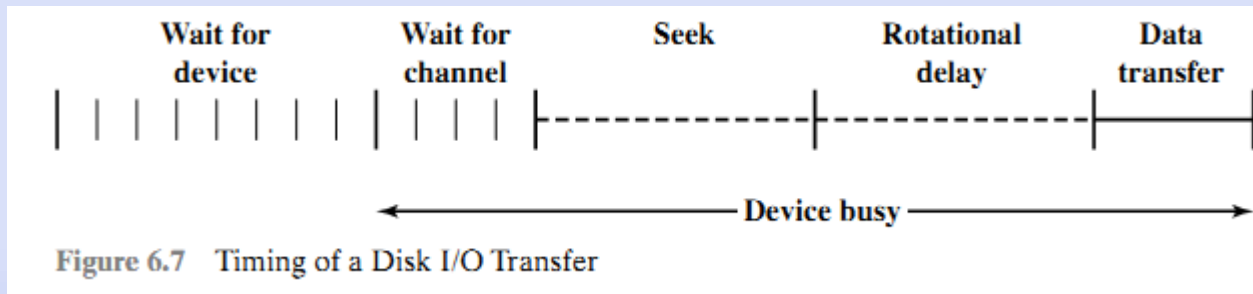 Wait for device
Wait for channel
Seek
Rotational delay
Data transfer
Device busy
Figure 6.7 Timing of a Disk I/O Transfer